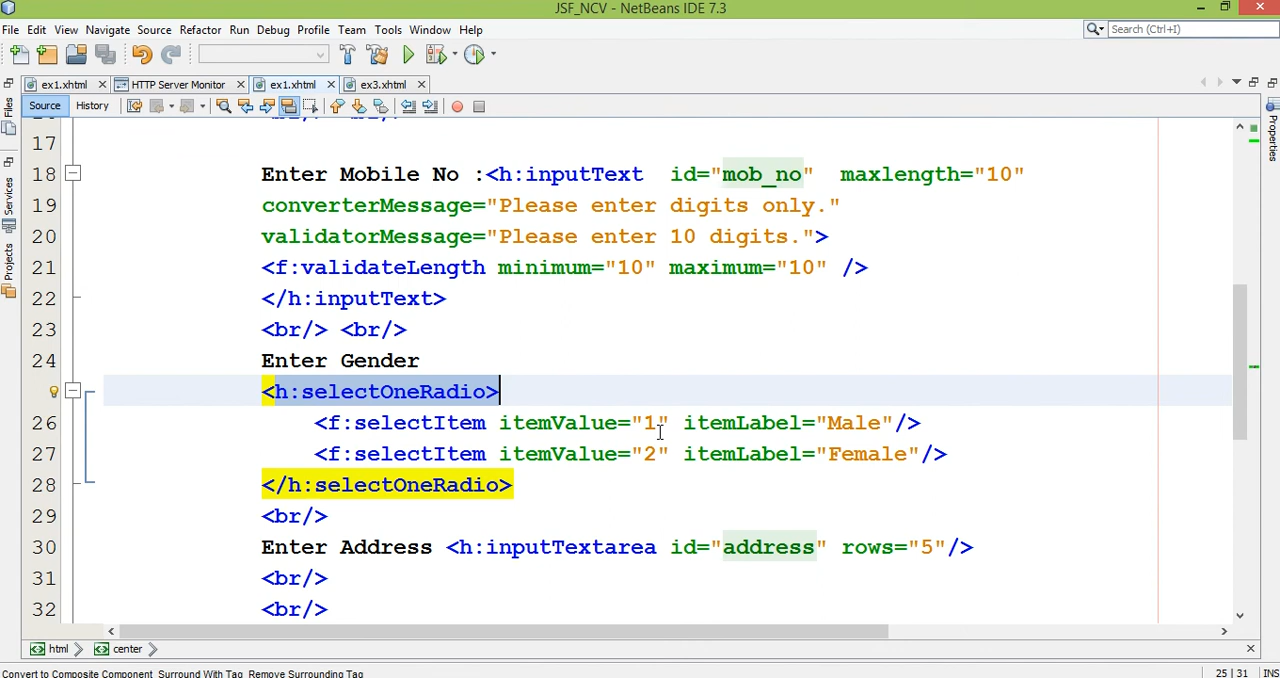 JSF_NCV - NetBeans IDE 7.3
File Edit View Navigate Source Refactor Run Debug Profile Team Tools Window Help
Search (Ctrl+I)
ex1.xhtml HTTP Server Monitor ex1.xhtml ex3.xhtml
Source History
Files
Services
Projects
Properties
17
18 Enter Mobile No :<h:inputText id="mob_no" maxlength="10"
19 converterMessage="Please enter digits only."
20 validatorMessage="Please enter 10 digits.">
21 <f:validateLength minimum="10" maximum="10" />
22 </h:inputText>
23 <br/> <br/>
24 Enter Gender
<h:selectOneRadio>
26 <f:selectItem itemValue="1" itemLabel="Male"/>
27 <f:selectItem itemValue="2" itemLabel="Female"/>
28 </h:selectOneRadio>
29 <br/>
30 Enter Address <h:inputTextarea id="address" rows="5"/>
31 <br/>
32 <br/>
html center
Convert to Composite Component Surround With Tag Remove Surrounding Tag
25 | 31 INS